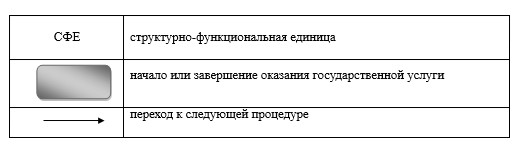 СФЕ структурно-функциональная единица
начало или завершение оказания государственной услуги
переход к следующей процедуре